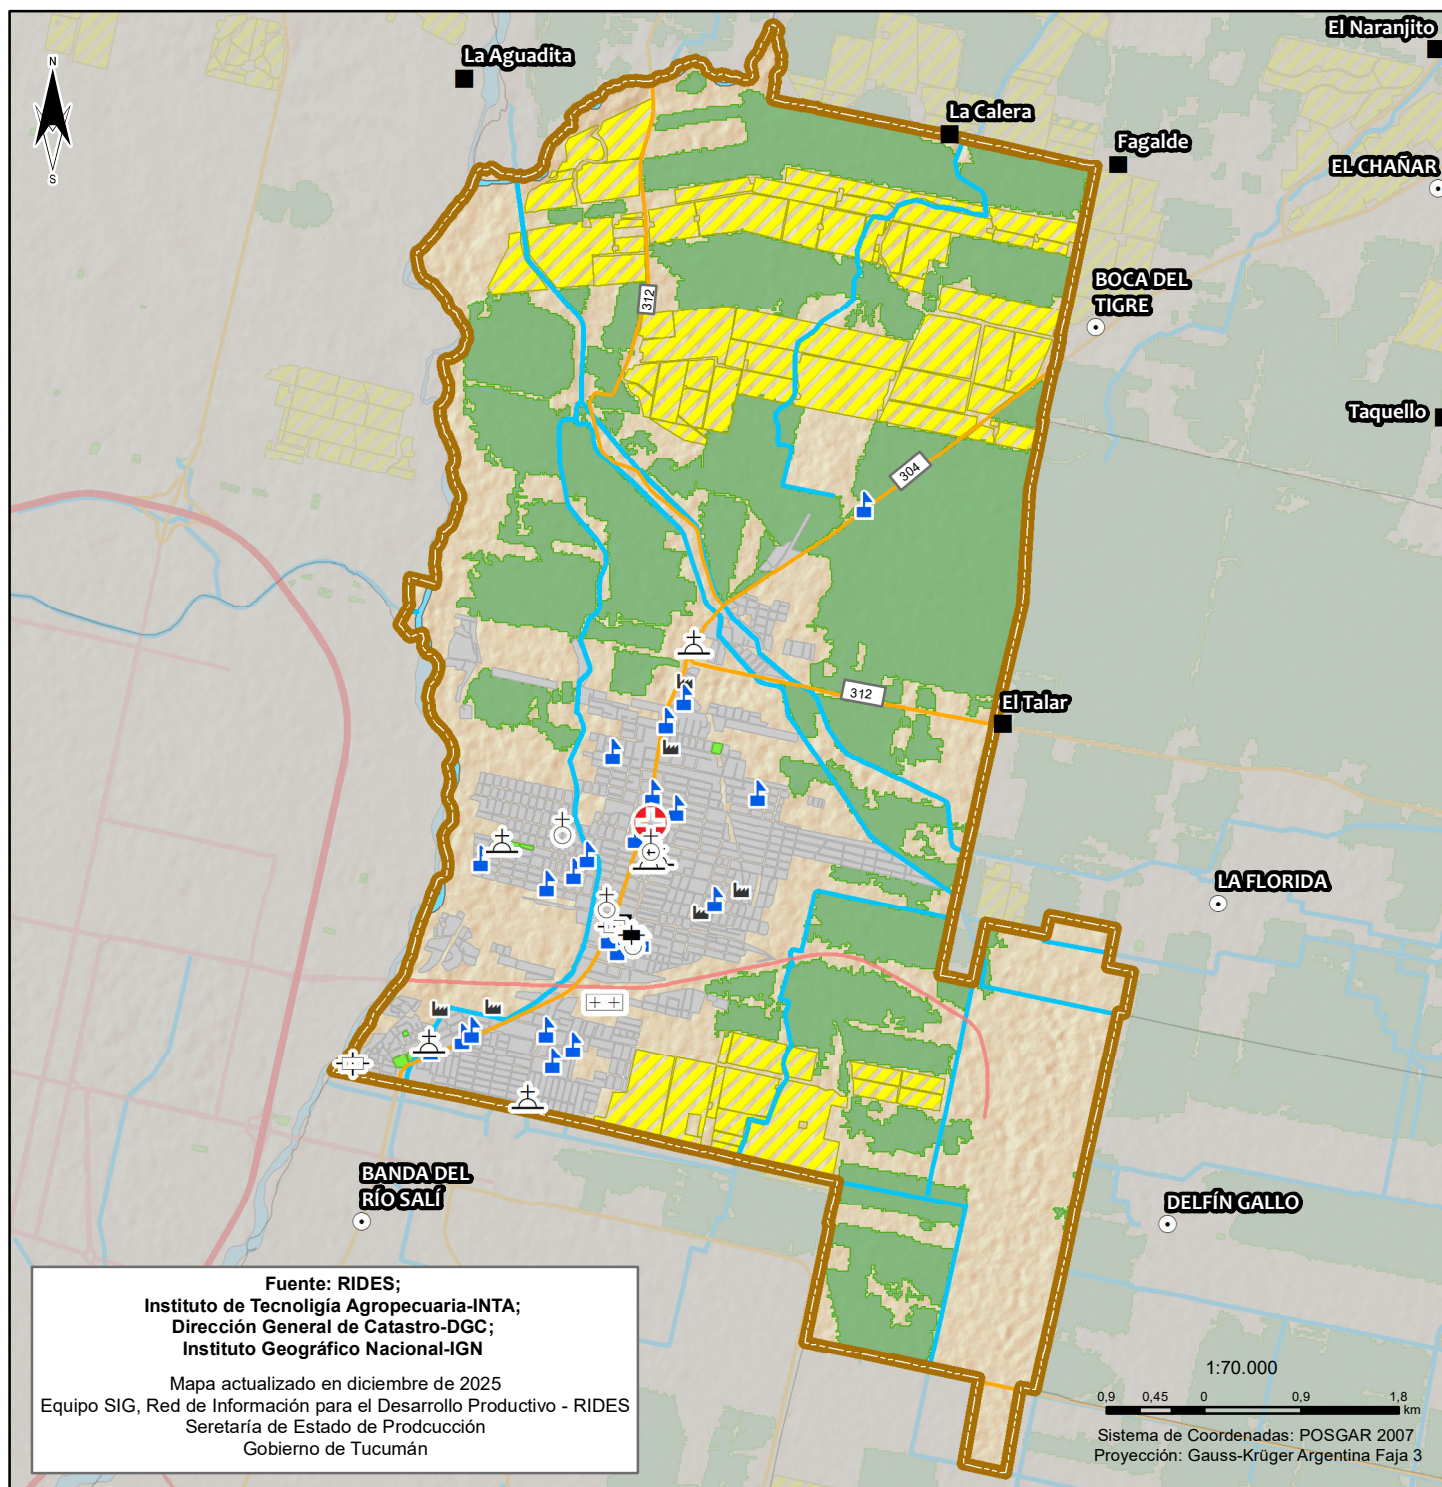 N
S
La Aguadita
El Naranjito
La Calera
Fagalde
EL CHAÑAR
BOCA DEL
TIGRE
312
Taquello
304
312
El Talar
LA FLORIDA
BANDA DEL
RÍO SALÍ
DELFÍN GALLO
Fuente: RIDES;
Instituto de Tecnoligía Agropecuaria-INTA;
Dirección General de Catastro-DGC;
Instituto Geográfico Nacional-IGN
Mapa actualizado en diciembre de 2025
Equipo SIG, Red de Información para el Desarrollo Productivo - RIDES
Seretaría de Estado de Prodcucción
Gobierno de Tucumán
1:70.000
0,9 0,45 0 0,9 1,8
km
Sistema de Coordenadas: POSGAR 2007
Proyección: Gauss-Krüger Argentina Faja 3